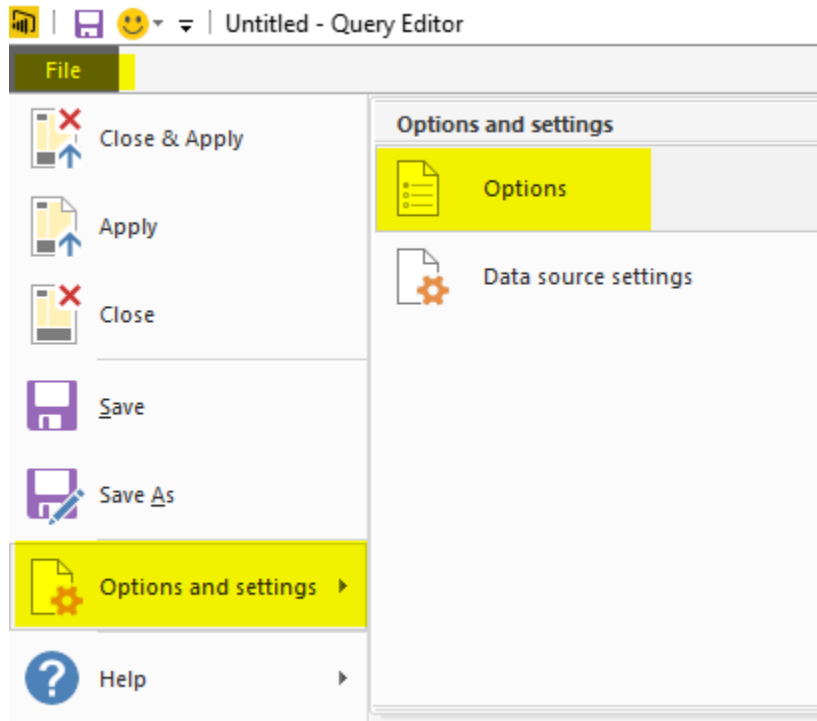 Untitled - Query Editor
File
Close & Apply
Apply
Close
Save
Save As
Options and settings
Help
Options and settings
Options
Data source settings